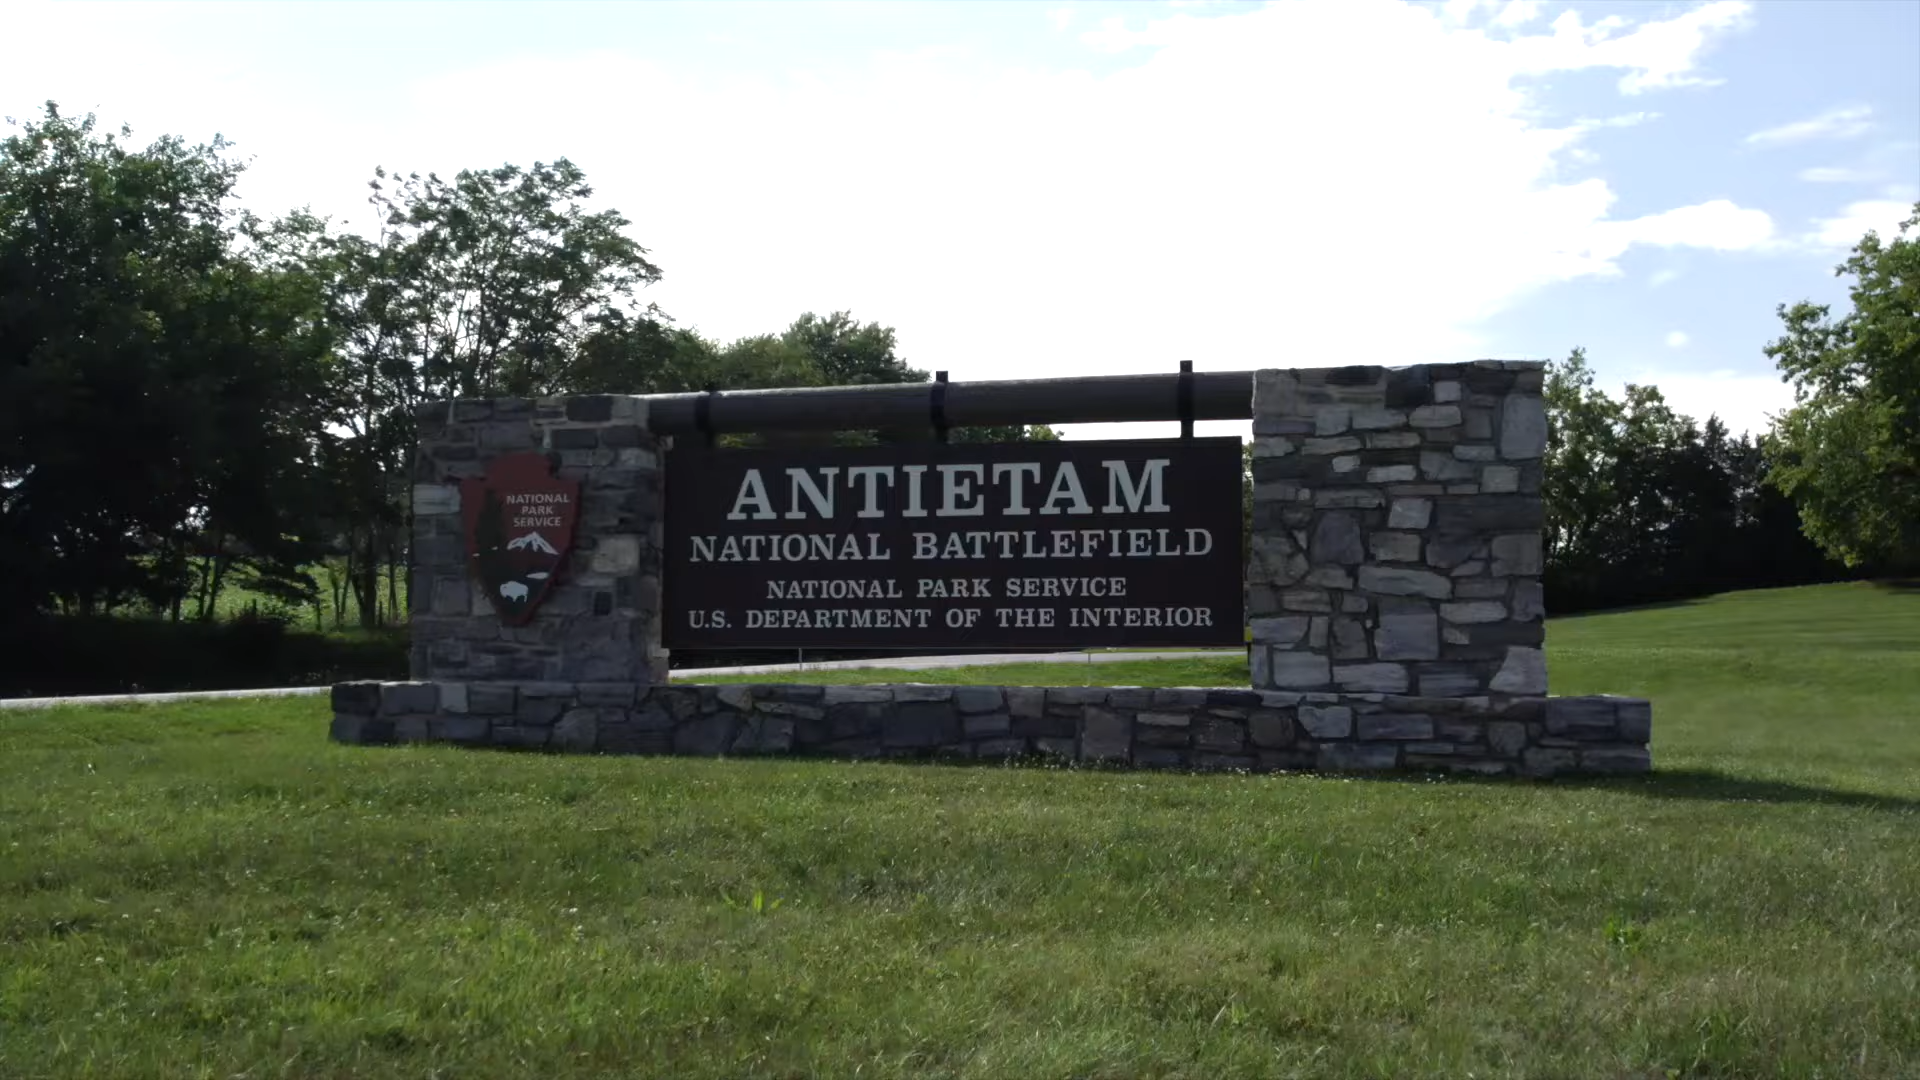 NATIONAL
PARK
SERVICE
ANTIETAM
NATIONAL BATTLEFIELD
NATIONAL PARK SERVICE
U.S. DEPARTMENT OF THE INTERIOR